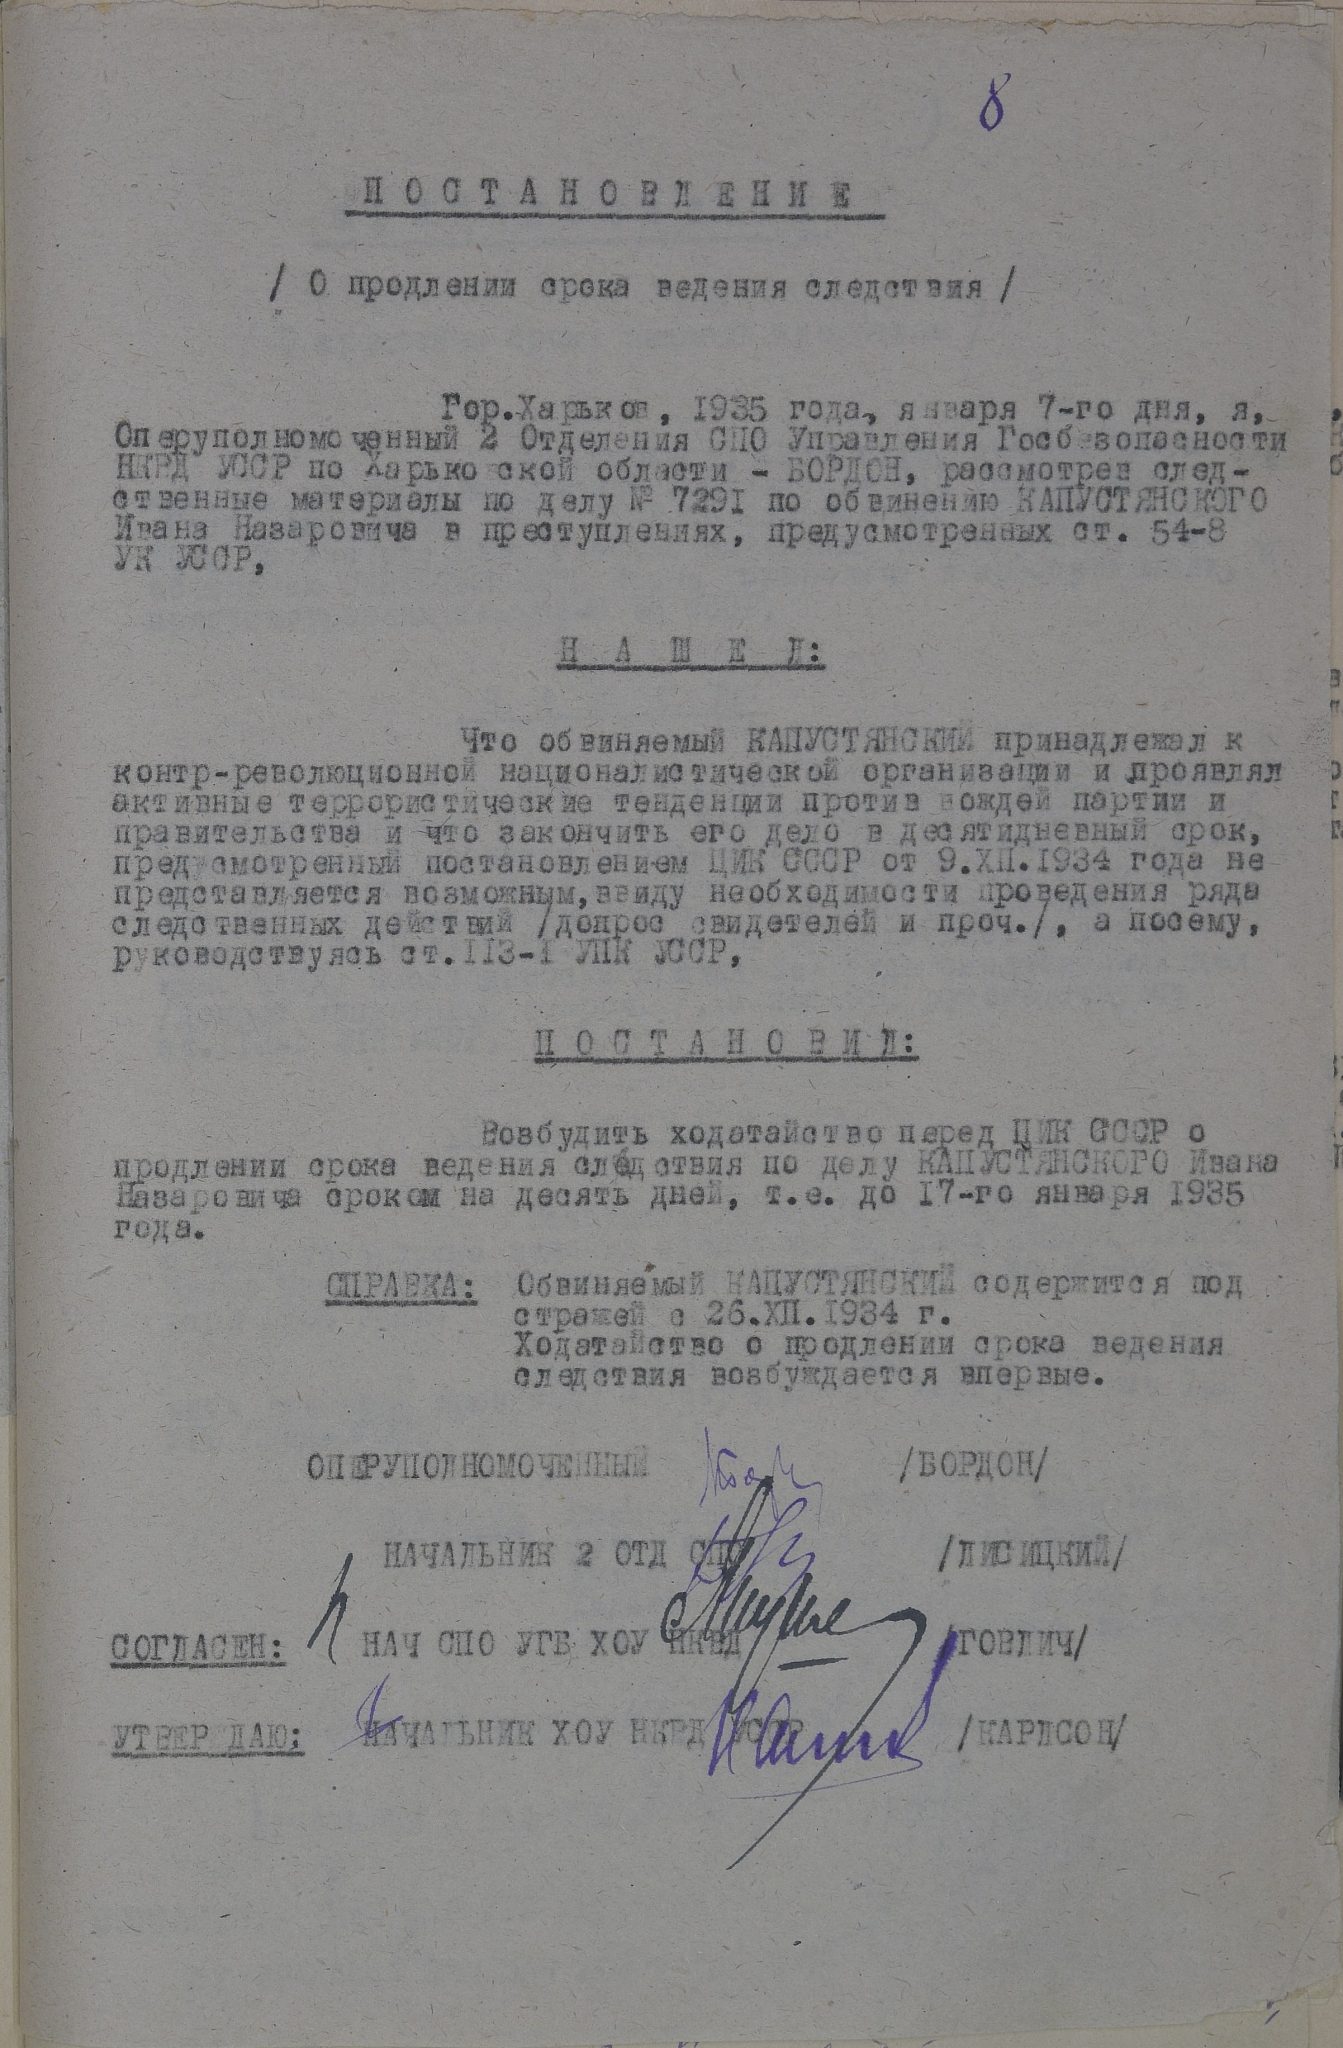 8
ПОСТАНОВЛЕНИЕ
/ О продлении срока ведения следствия /
Гор.Харьков, 1935 года, января 7-го дня, я,
Оперуполномоченный 2 Отделения СПО Управления Госбезопасности
НКВД УССР по Харьковской области - БОРДОН, рассмотрев след-
ственные материалы по делу № 7291 по обвинению КАПУСТЯНСКОГО
Ивана Назаровича в преступлениях, предусмотренных ст. 54-8
УК УССР,
НАШЕЛ:
Что обвиняемый КАПУСТЯНСКИЙ принадлежал к
контр-революционной националистической организации и проявлял
активные террористические тенденции против вождей партии и
правительства и что закончить его дело в десятидневный срок,
предусмотренный постановлением ЦИК СССР от 9.XII.1934 года не
представляется возможным,ввиду необходимости проведения ряда
следственных действий /допрос свидетелей и проч./, а посему,
руководствуясь ст.113-1 УПК УССР,
ПОСТАНОВИЛ:
Возбудить ходатайство перед ЦИК СССР о
продлении срока ведения следствия по делу КАПУСТЯНСКОГО Ивана
Назаровича сроком на десять дней, т.е. до 17-го января 1935
года.
СПРАВКА: Обвиняемый КАПУСТЯНСКИЙ содержится под
стражей с 26.XII.1934 г.
Ходатайство о продлении срока ведения
следствия возбуждается впервые.
ОПЕРУПОЛНОМОЧЕННЫЙ /БОРДОН/
НАЧАЛЬНИК 2 ОТД СПО /ЛИСИЦКИЙ/
СОГЛАСЕН: НАЧ СПО УГБ ХОУ НКВД /ГОВЛИЧ/
УТВЕРЖДАЮ: НАЧАЛЬНИК ХОУ НКВД УССР /КАРЛСОН/